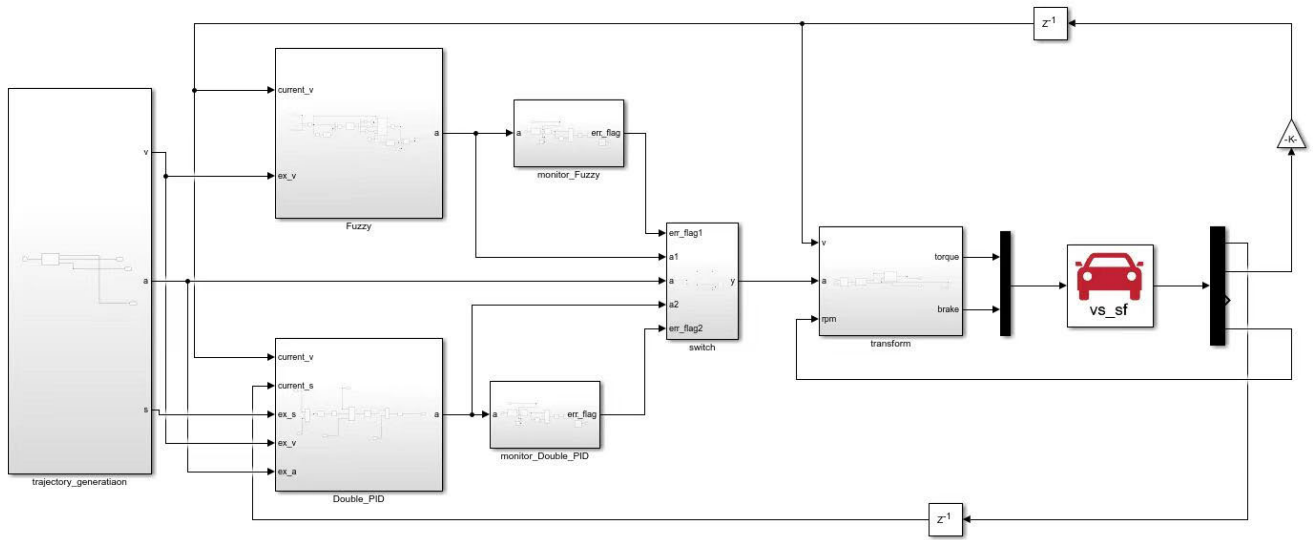 z-1
current_v
ex_v
a
Fuzzy
a
err_flag
monitor_Fuzzy
-K-
v
a
s
trajectory_generatiaon
err_flag1
a1
a
a2
err_flag2
y
switch
v
a
rpm
torque
brake
transform
vs_sf
current_v
current_s
ex_s
ex_v
ex_a
a
Double_PID
a
err_flag
monitor_Double_PID
z-1